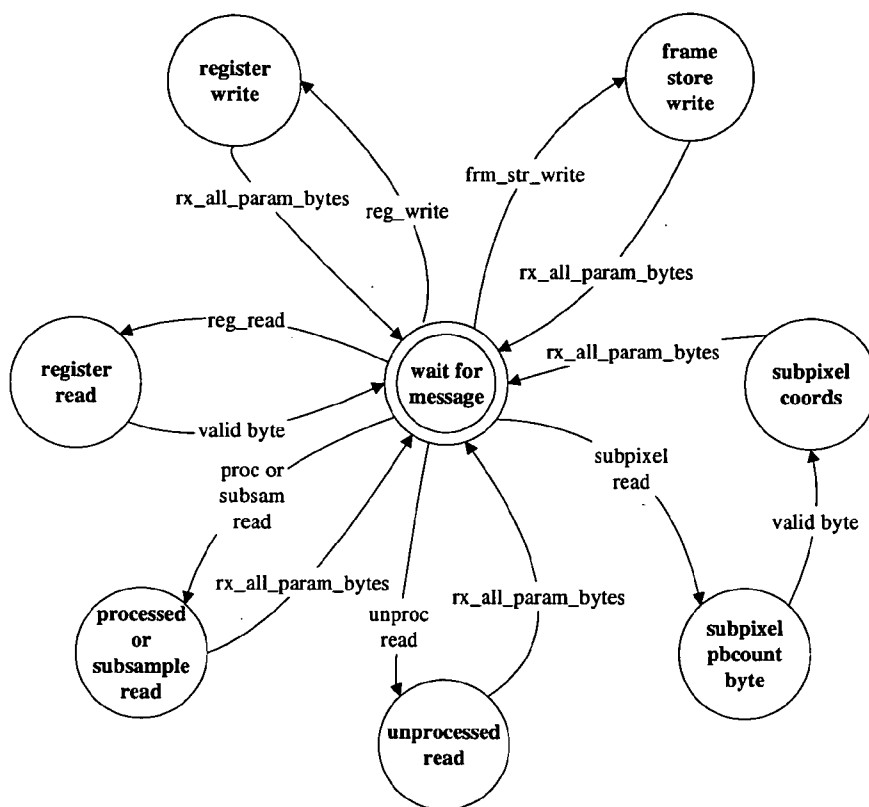 register
write
frame
store
write
rx_all_param_bytes
reg_write
frm_str_write
rx_all_param_bytes
reg_read
register
read
valid byte
wait for
message
rx_all_param_bytes
subpixel
coords
proc or
subsam
read
subpixel
read
valid byte
rx_all_param_bytes
unproc
read
rx_all_param_bytes
processed
or
subsample
read
unprocessed
read
subpixel
pbcount
byte